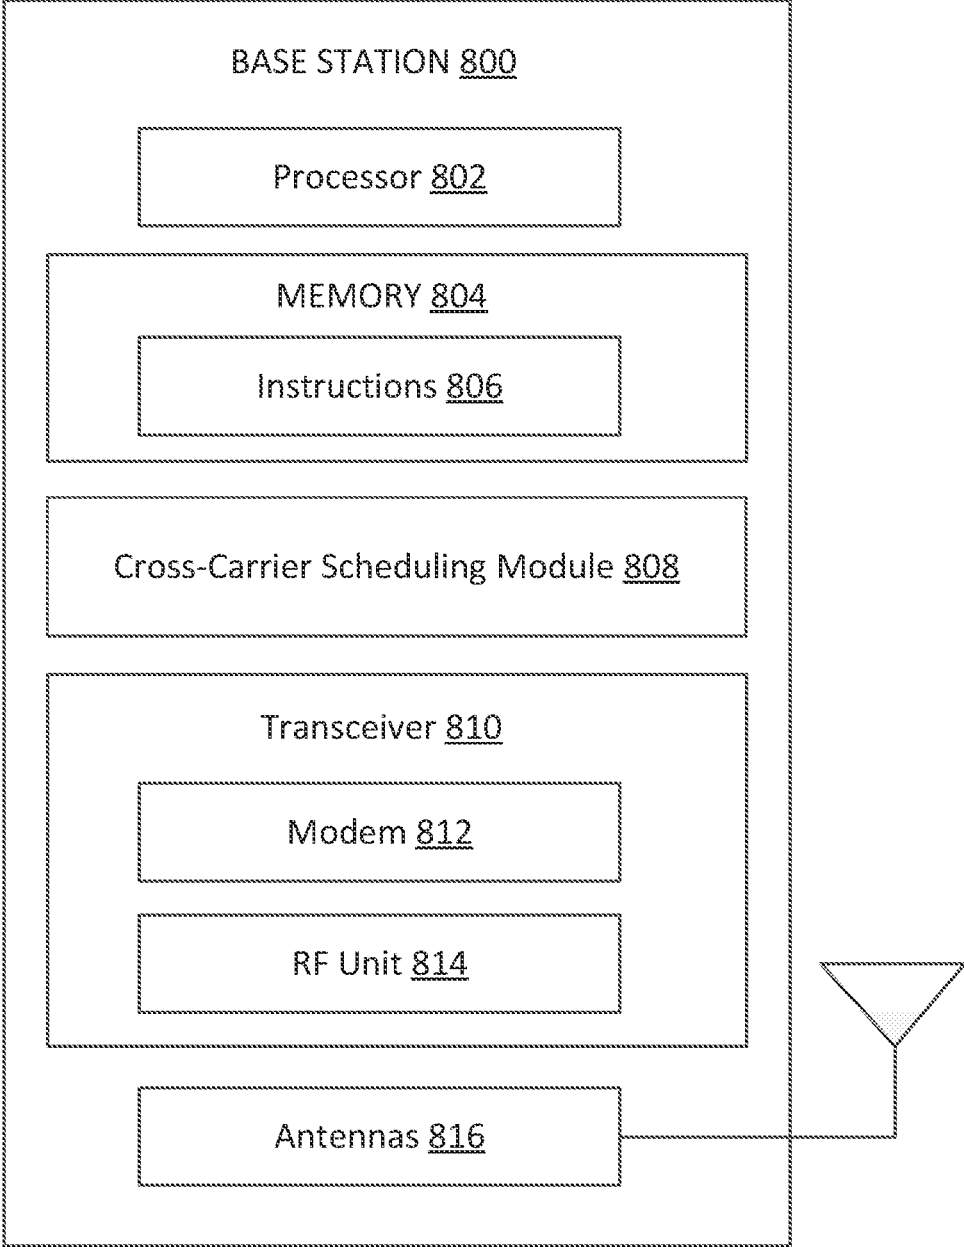 BASE STATION 800
Processor 802
MEMORY 804
Instructions 806
Cross-Carrier Scheduling Module 808
Transceiver 810
Modem 812
RF Unit 814
Antennas 816